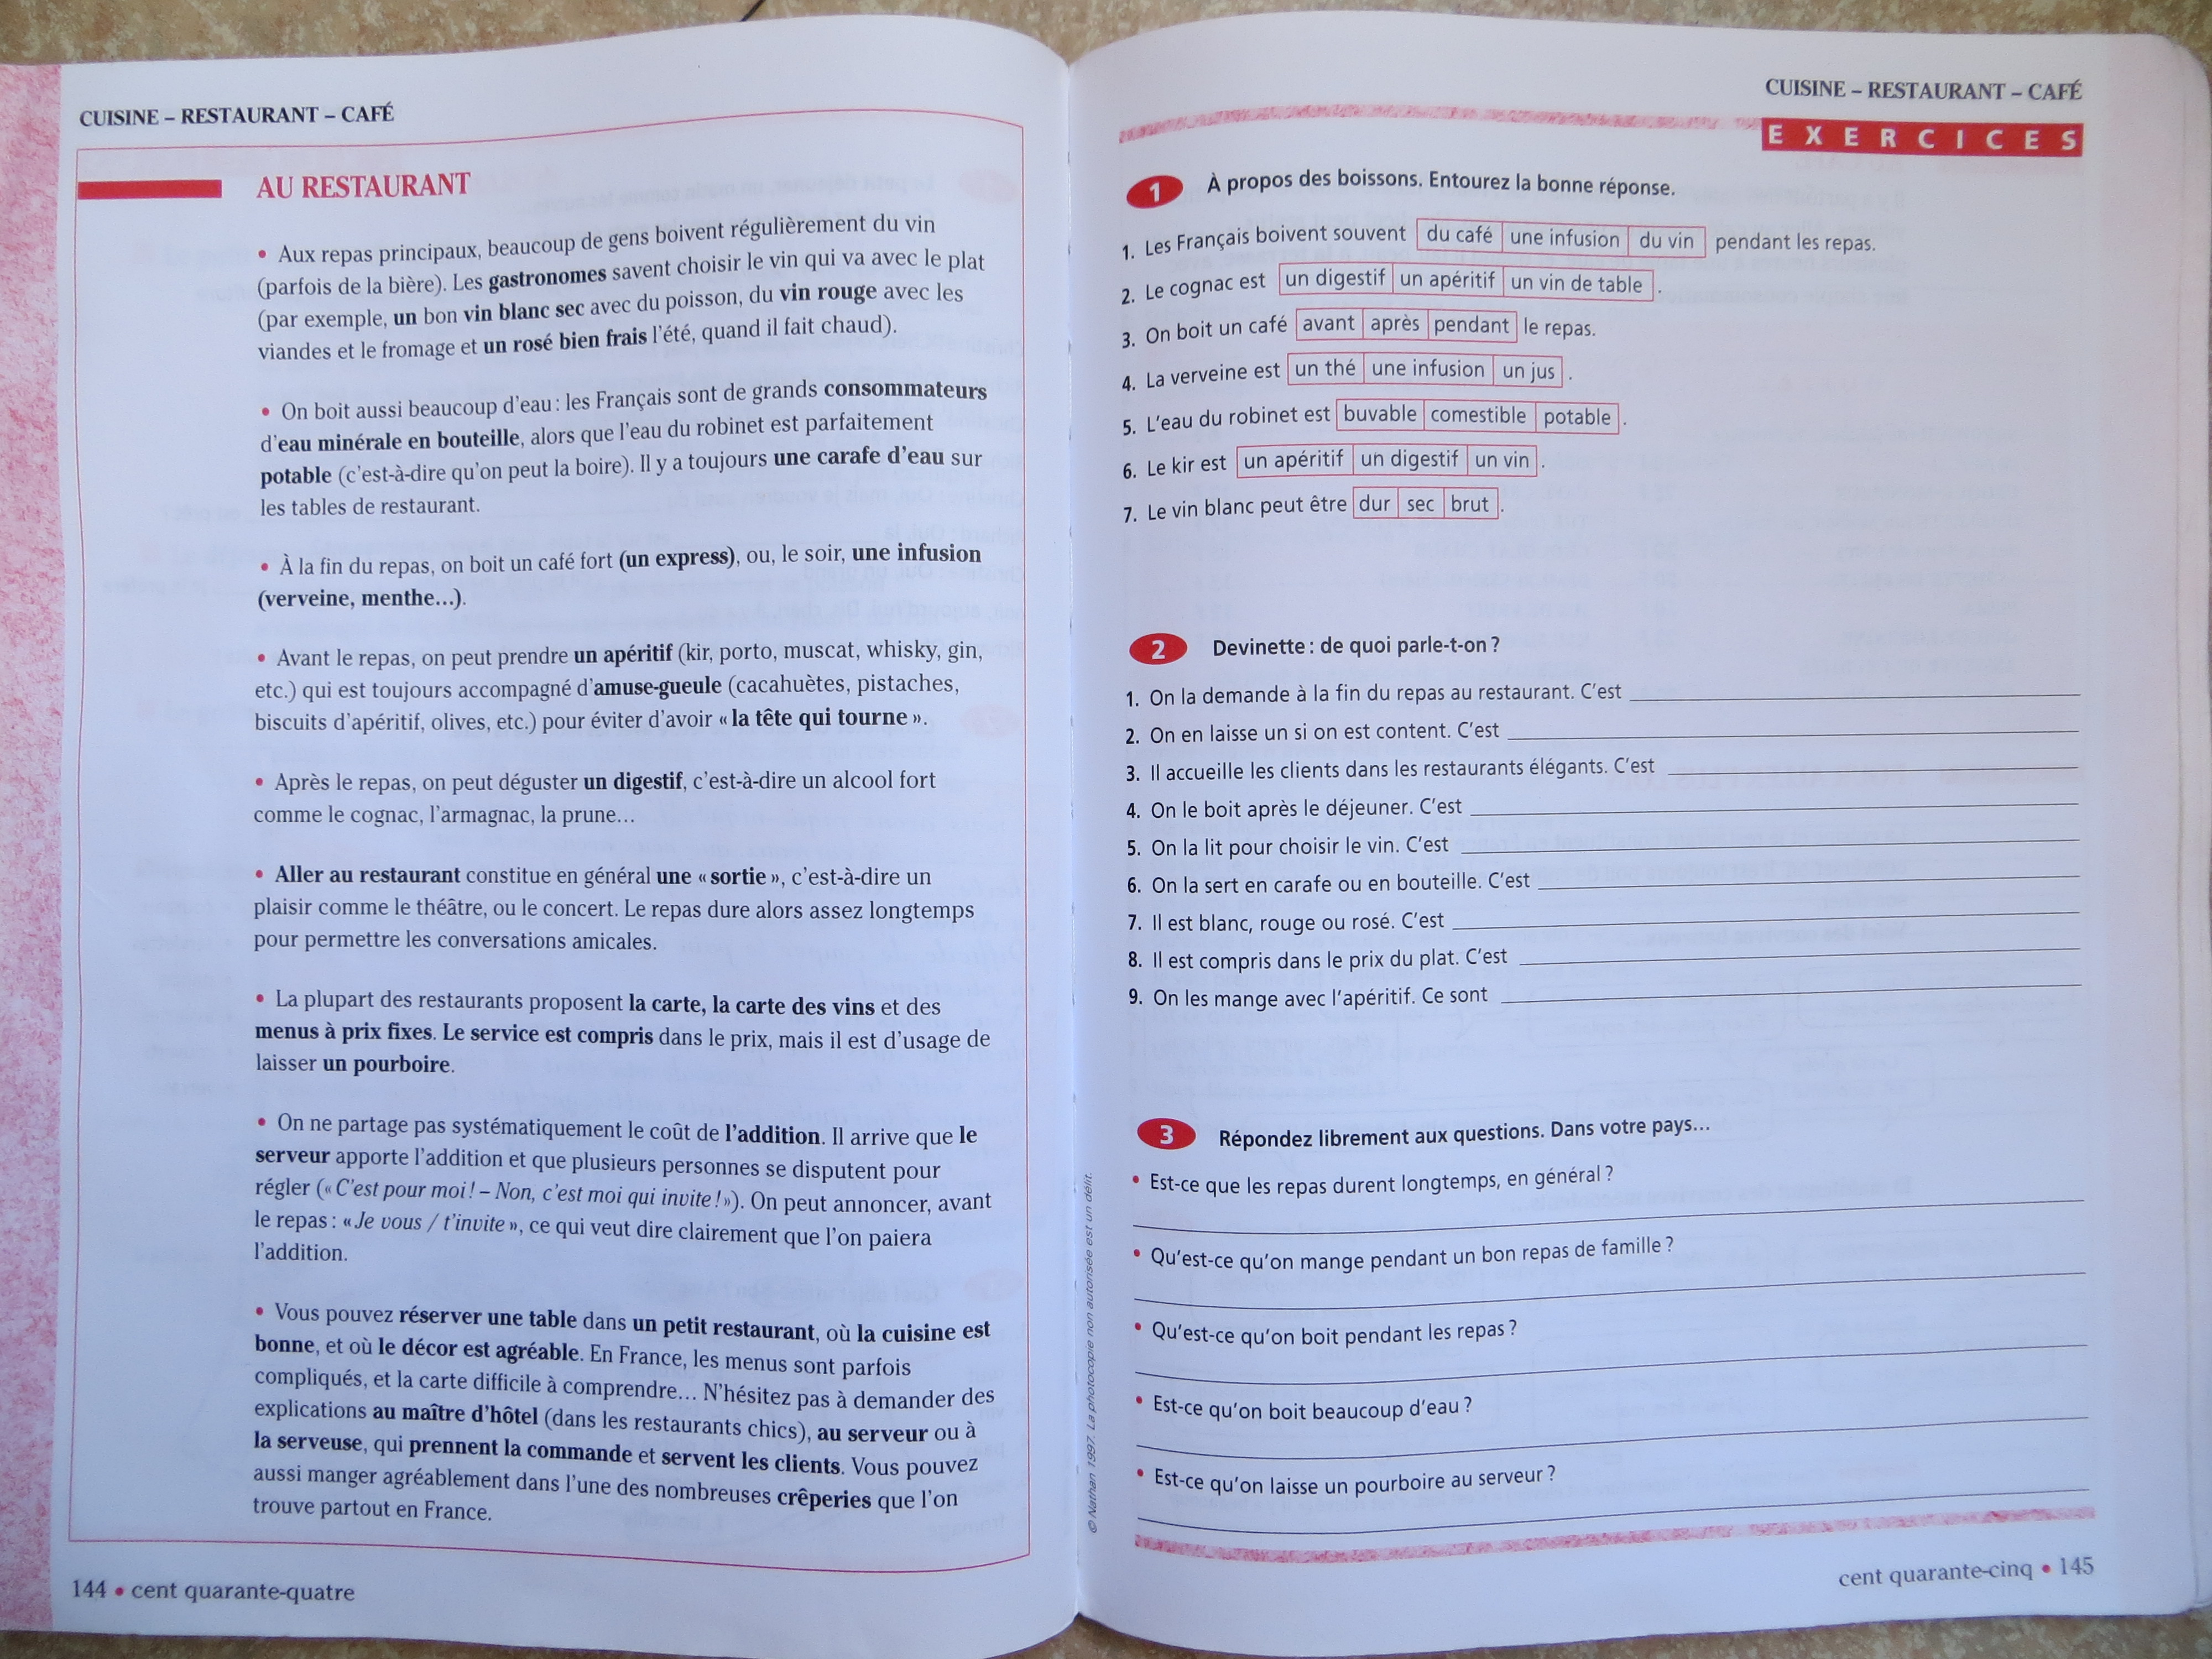 CUISINE – RESTAURANT – CAFÉ
AU RESTAURANT
• Aux repas principaux, beaucoup de gens boivent régulièrement du vin
(parfois de la bière). Les gastronomes savent choisir le vin qui va avec le plat
(par exemple, un bon vin blanc sec avec du poisson, du vin rouge avec les
viandes et le fromage et un rosé bien frais l'été, quand il fait chaud).
• On boit aussi beaucoup d'eau : les Français sont de grands consommateurs
d'eau minérale en bouteille, alors que l'eau du robinet est parfaitement
potable (c'est-à-dire qu'on peut la boire). Il y a toujours une carafe d'eau sur
les tables de restaurant.
• À la fin du repas, on boit un café fort (un express), ou, le soir, une infusion
(verveine, menthe...).
• Avant le repas, on peut prendre un apéritif (kir, porto, muscat, whisky, gin,
etc.) qui est toujours accompagné d'amuse-gueule (cacahuètes, pistaches,
biscuits d'apéritif, olives, etc.) pour éviter d'avoir « la tête qui tourne ».
• Après le repas, on peut déguster un digestif, c'est-à-dire un alcool fort
comme le cognac, l'armagnac, la prune...
• Aller au restaurant constitue en général une « sortie », c'est-à-dire un
plaisir comme le théâtre, ou le concert. Le repas dure alors assez longtemps
pour permettre les conversations amicales.
• La plupart des restaurants proposent la carte, la carte des vins et des
menus à prix fixes. Le service est compris dans le prix, mais il est d'usage de
laisser un pourboire.
• On ne partage pas systématiquement le coût de l'addition. Il arrive que le
serveur apporte l'addition et que plusieurs personnes se disputent pour
régler (« C'est pour moi ! – Non, c'est moi qui invite ! »). On peut annoncer, avant
le repas : « Je vous / t'invite », ce qui veut dire clairement que l'on paiera
l'addition.
• Vous pouvez réserver une table dans un petit restaurant, où la cuisine est
bonne, et où le décor est agréable. En France, les menus sont parfois
compliqués, et la carte difficile à comprendre... N'hésitez pas à demander des
explications au maître d'hôtel (dans les restaurants chics), au serveur ou à
la serveuse, qui prennent la commande et servent les clients. Vous pouvez
aussi manger agréablement dans l'une des nombreuses crêperies que l'on
trouve partout en France.
144 • cent quarante-quatre
© Nathan 1997. La photocopie non autorisée est un délit.
CUISINE – RESTAURANT – CAFÉ
EXERCICES
1 À propos des boissons. Entourez la bonne réponse.
1. Les Français boivent souvent du café une infusion du vin pendant les repas.
2. Le cognac est un digestif un apéritif un vin de table .
3. On boit un café avant après pendant le repas.
4. La verveine est un thé une infusion un jus .
5. L'eau du robinet est buvable comestible potable .
6. Le kir est un apéritif un digestif un vin .
7. Le vin blanc peut être dur sec brut .
2 Devinette : de quoi parle-t-on ?
1. On la demande à la fin du repas au restaurant. C'est
2. On en laisse un si on est content. C'est
3. Il accueille les clients dans les restaurants élégants. C'est
4. On le boit après le déjeuner. C'est
5. On la lit pour choisir le vin. C'est
6. On la sert en carafe ou en bouteille. C'est
7. Il est blanc, rouge ou rosé. C'est
8. Il est compris dans le prix du plat. C'est
9. On les mange avec l'apéritif. Ce sont
3 Répondez librement aux questions. Dans votre pays...
• Est-ce que les repas durent longtemps, en général ?
• Qu'est-ce qu'on mange pendant un bon repas de famille ?
• Qu'est-ce qu'on boit pendant les repas ?
• Est-ce qu'on boit beaucoup d'eau ?
• Est-ce qu'on laisse un pourboire au serveur ?
cent quarante-cinq • 145